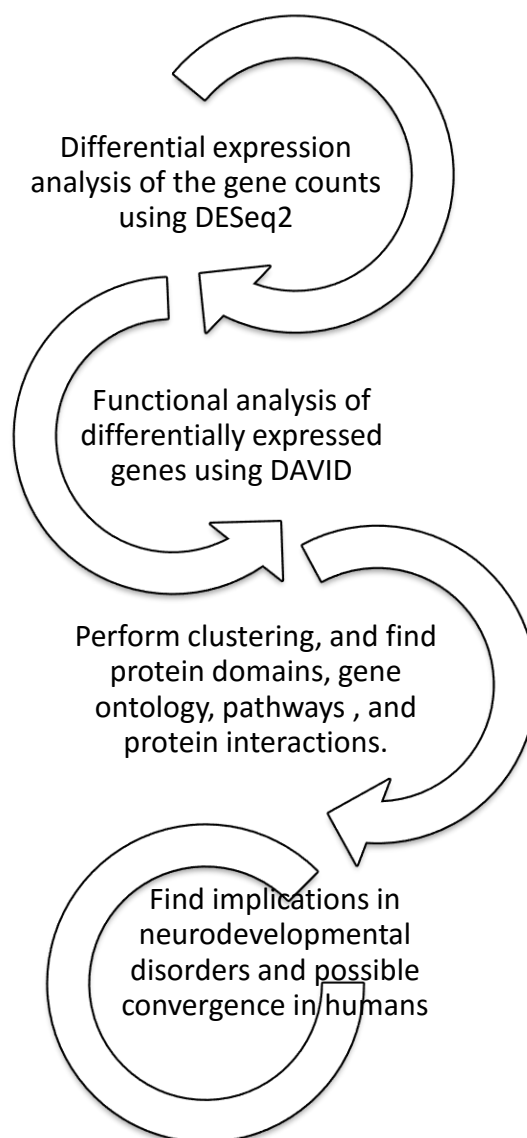 Differential expression
analysis of the gene counts
using DESeq2
Functional analysis of
differentially expressed
genes using DAVID
Perform clustering, and find
protein domains, gene
ontology, pathways , and
protein interactions.
Find implications in
neurodevelopmental
disorders and possible
convergence in humans